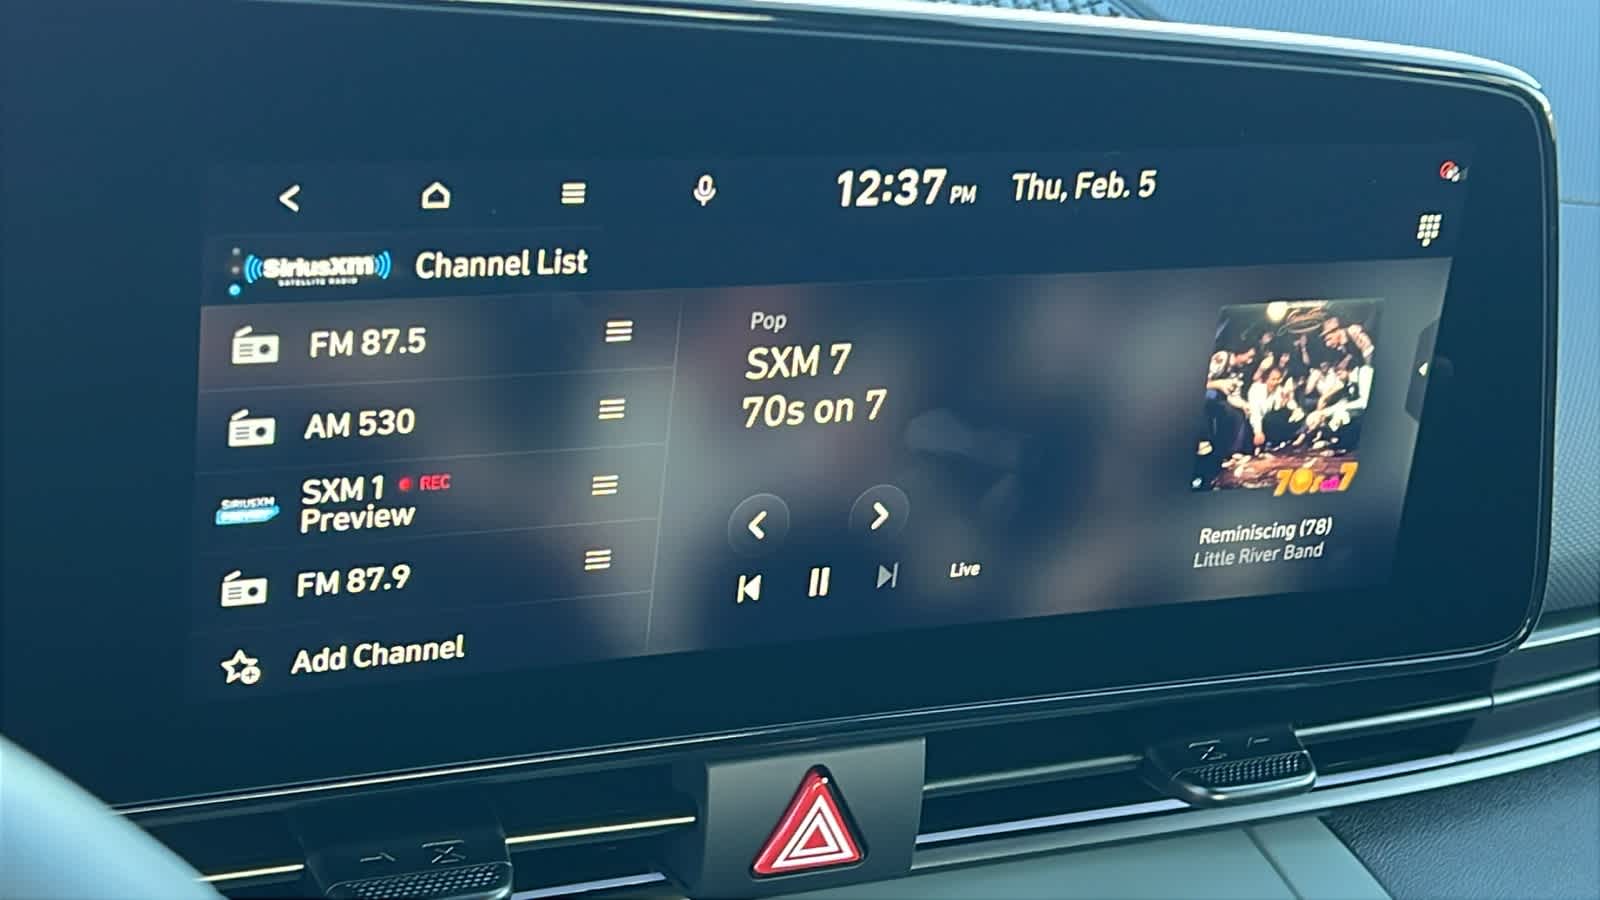 12:37 PM Thu, Feb. 5
SiriusXM
SATELLITE RADIO
Channel List
FM 87.5
AM 530
SIRIUSXM
PREVIEW
SXM 1 REC
Preview
FM 87.9
Add Channel
Pop
SXM 7
70s on 7
Live
70s on 7
Reminiscing (78)
Little River Band